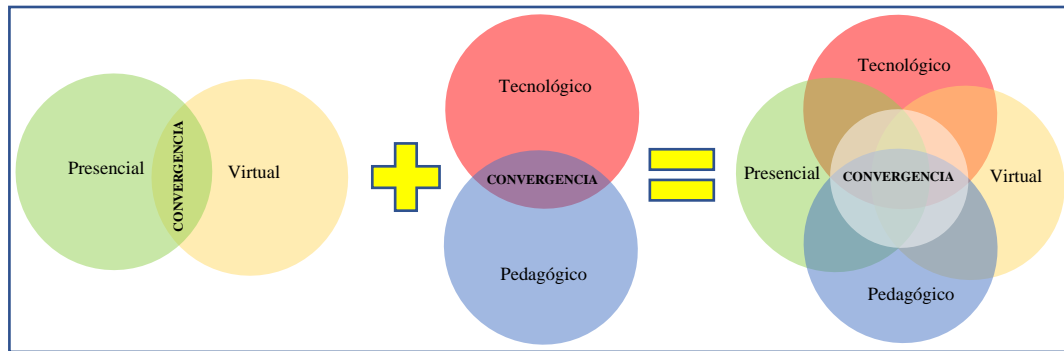 Presencial
CONVERGENCIA
Virtual
Tecnológico
CONVERGENCIA
Pedagógico
Tecnológico
Presencial
CONVERGENCIA
Virtual
Pedagógico